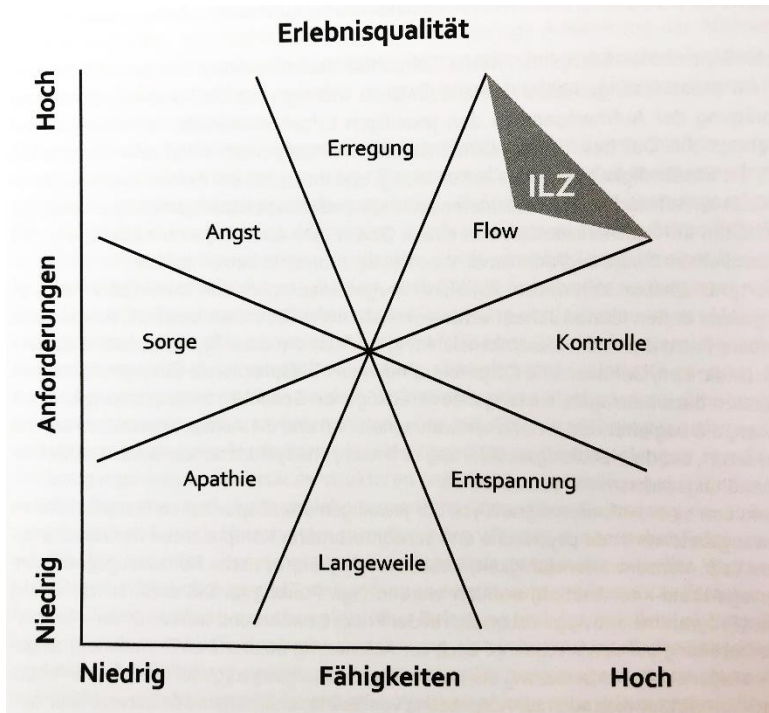 Erlebnisqualität
Hoch
Erregung
ILZ
Angst
Flow
Anforderungen
Sorge
Kontrolle
Apathie
Entspannung
Langeweile
Niedrig
Niedrig
Fähigkeiten
Hoch